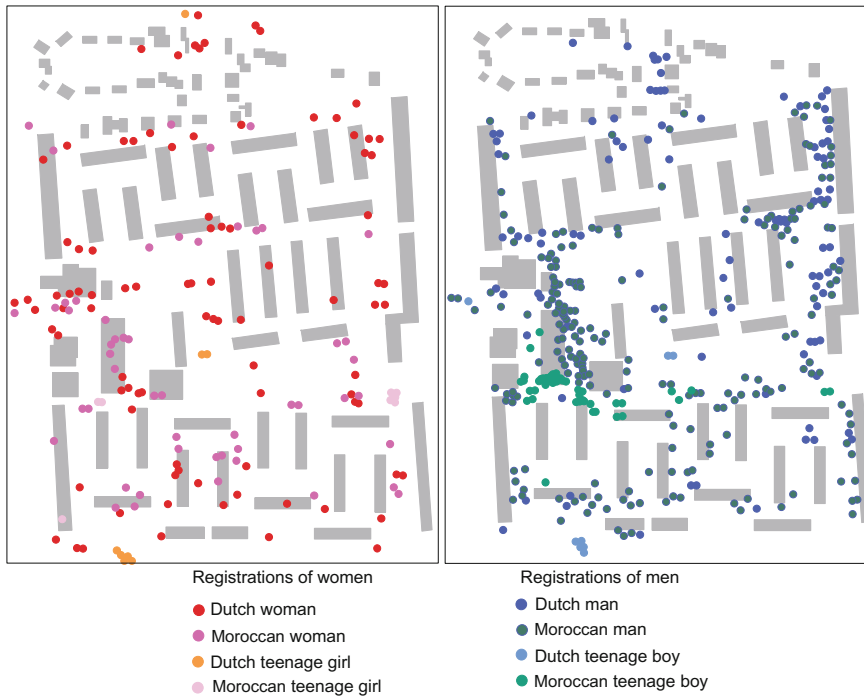 Registrations of women
Dutch woman
Moroccan woman
Dutch teenage girl
Moroccan teenage girl
Registrations of men
Dutch man
Moroccan man
Dutch teenage boy
Moroccan teenage boy